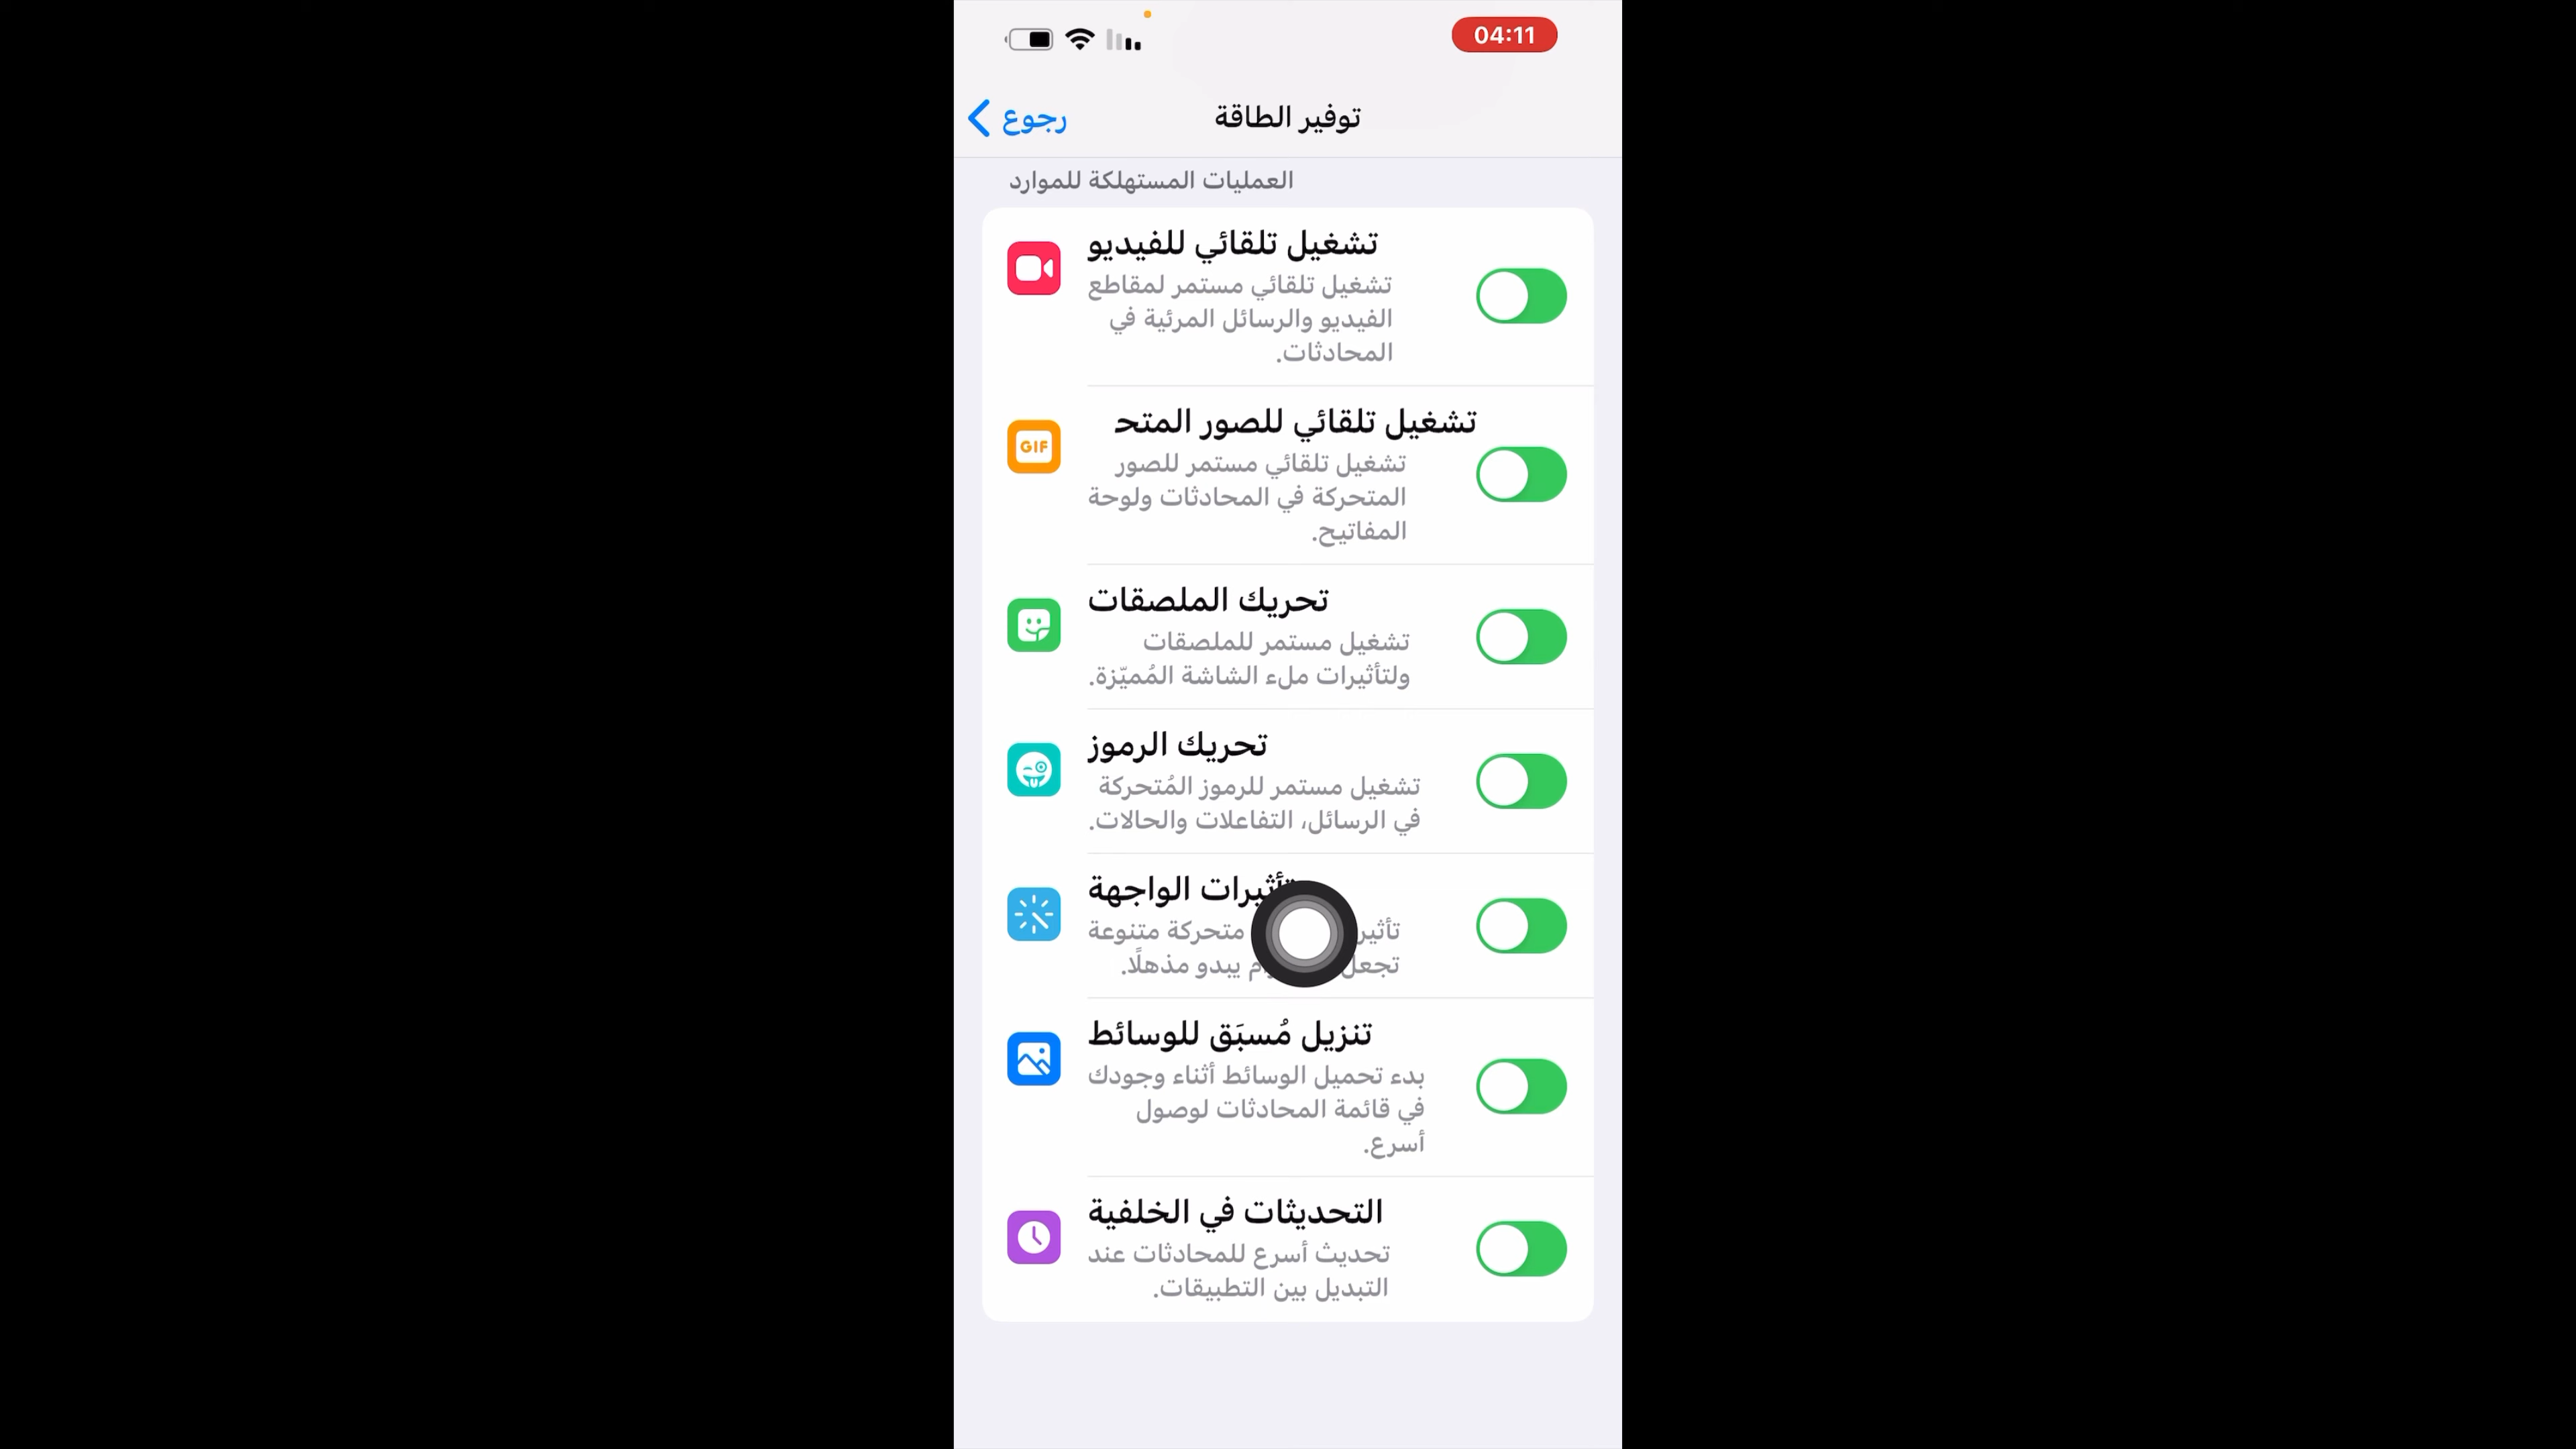 04:11
رجوع
توفير الطاقة
العمليات المستهلكة للموارد
تشغيل تلقائي للفيديو
تشغيل تلقائي مستمر لمقاطع
الفيديو والرسائل المرئية في
المحادثات.
تشغيل تلقائي للصور المتح
GIF
تشغيل تلقائي مستمر للصور
المتحركة في المحادثات ولوحة
المفاتيح.
تحريك الملصقات
تشغيل مستمر للملصقات
ولتأثيرات ملء الشاشة المُميّزة.
تحريك الرموز
تشغيل مستمر للرموز المُتحركة
في الرسائل، التفاعلات والحالات.
تأثيرات الواجهة
متحركة متنوعة
تجعل يبدو مذهلًا.
تنزيل مُسبَق للوسائط
بدء تحميل الوسائط أثناء وجودك
في قائمة المحادثات لوصول
أسرع.
التحديثات في الخلفية
تحديث أسرع للمحادثات عند
التبديل بين التطبيقات.